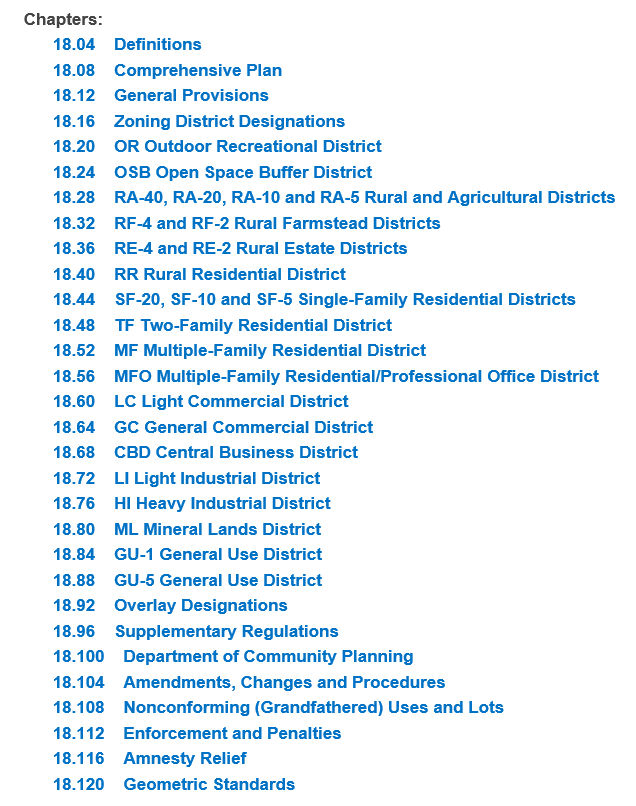 Chapters:
18.04 Definitions
18.08 Comprehensive Plan
18.12 General Provisions
18.16 Zoning District Designations
18.20 OR Outdoor Recreational District
18.24 OSB Open Space Buffer District
18.28 RA-40, RA-20, RA-10 and RA-5 Rural and Agricultural Districts
18.32 RF-4 and RF-2 Rural Farmstead Districts
18.36 RE-4 and RE-2 Rural Estate Districts
18.40 RR Rural Residential District
18.44 SF-20, SF-10 and SF-5 Single-Family Residential Districts
18.48 TF Two-Family Residential District
18.52 MF Multiple-Family Residential District
18.56 MFO Multiple-Family Residential/Professional Office District
18.60 LC Light Commercial District
18.64 GC General Commercial District
18.68 CBD Central Business District
18.72 LI Light Industrial District
18.76 HI Heavy Industrial District
18.80 ML Mineral Lands District
18.84 GU-1 General Use District
18.88 GU-5 General Use District
18.92 Overlay Designations
18.96 Supplementary Regulations
18.100 Department of Community Planning
18.104 Amendments, Changes and Procedures
18.108 Nonconforming (Grandfathered) Uses and Lots
18.112 Enforcement and Penalties
18.116 Amnesty Relief
18.120 Geometric Standards